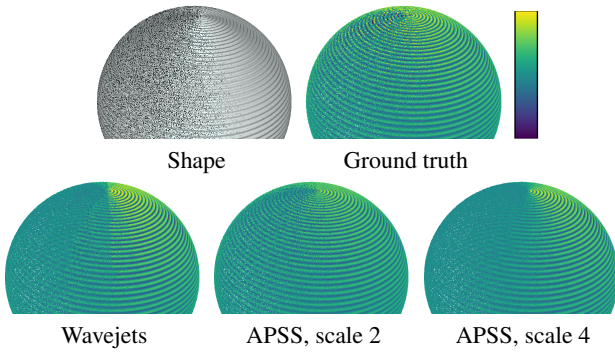 Shape
Ground truth
Wavejets
APSS, scale 2
APSS, scale 4